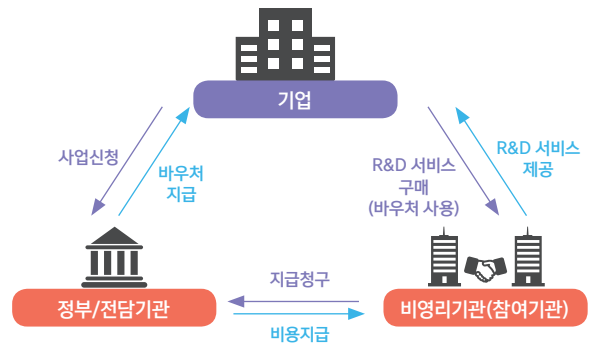 기업
사업신청
바우처
지급
R&D 서비스
구매
(바우처 사용)
R&D 서비스
제공
정부/전담기관
지급청구
비용지급
비영리기관(참여기관)